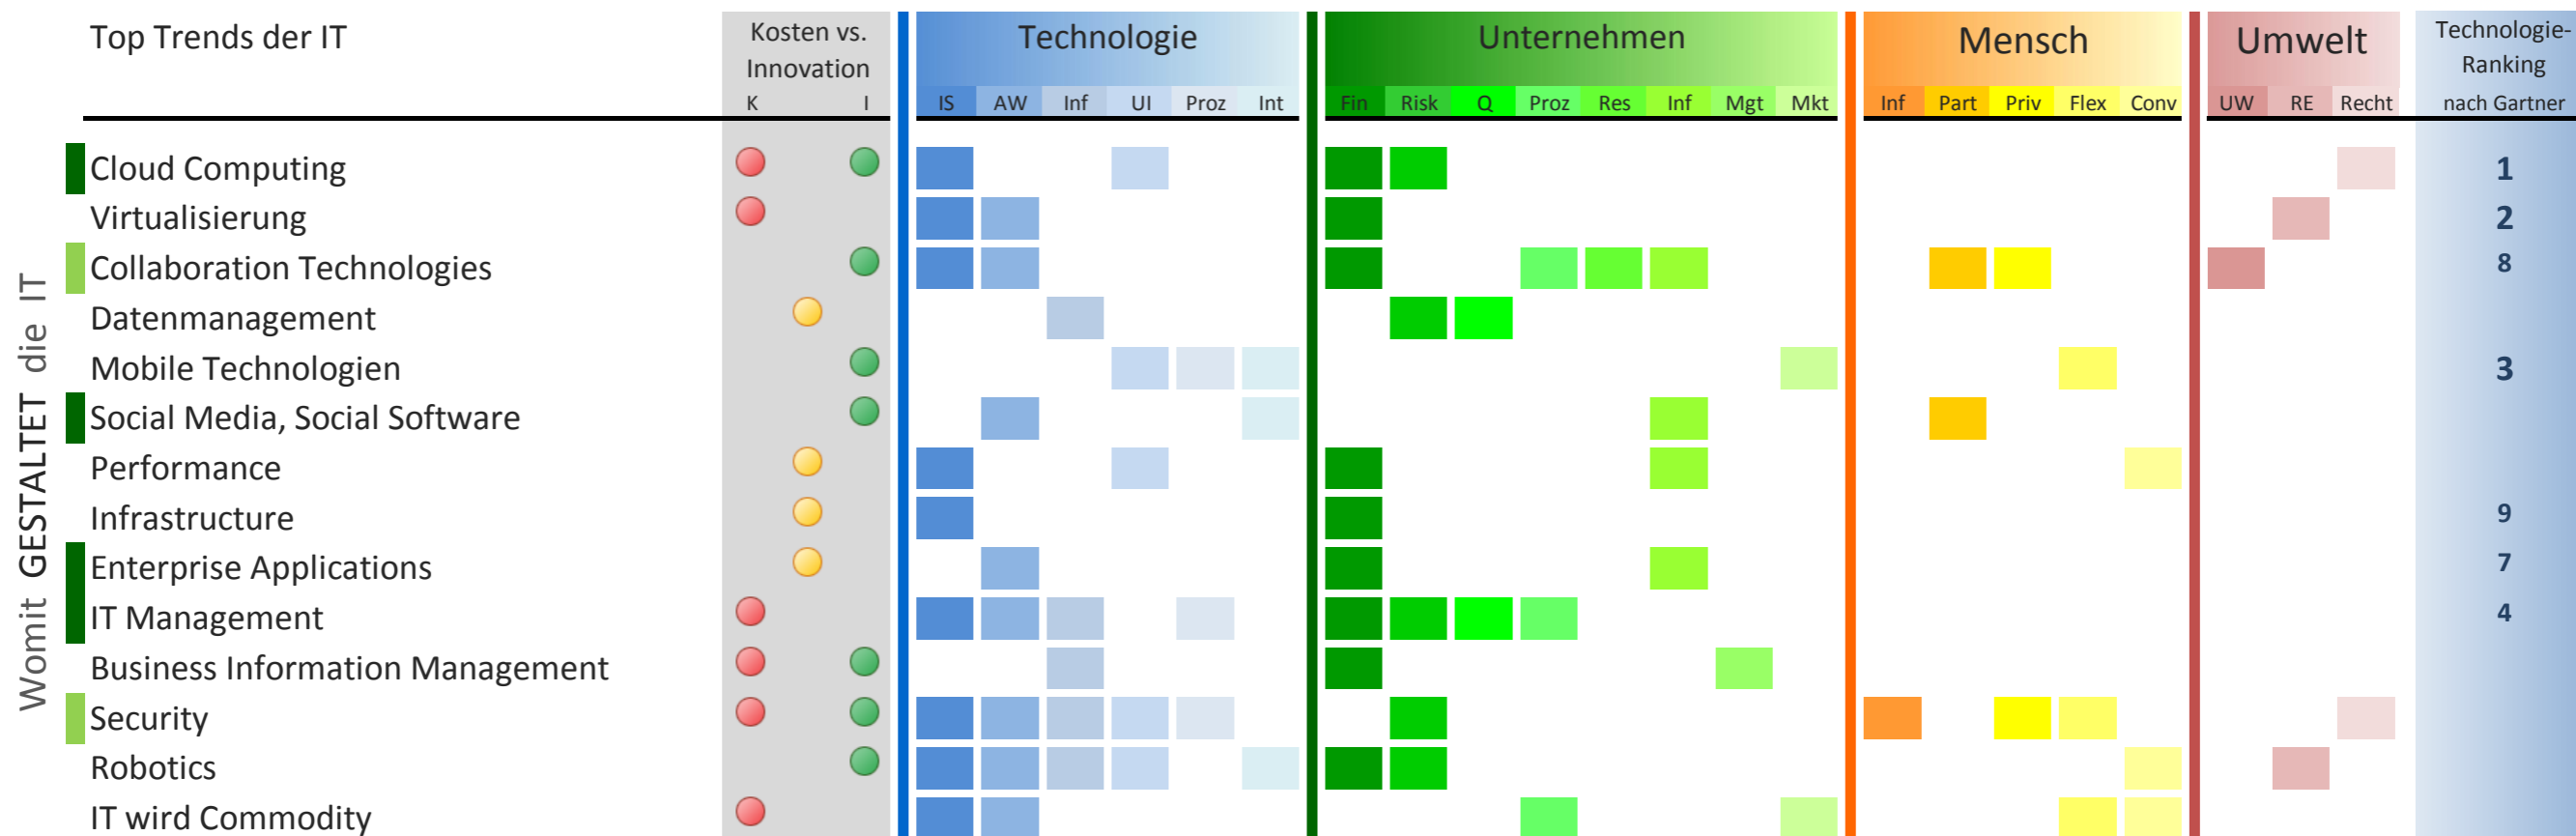 Top Trends der IT
Kosten vs.
Innovation
K I
Technologie
IS AW Inf UI Proz Int
Unternehmen
Fin Risk Q Proz Res Inf Mgt Mkt
Mensch
Inf Part Priv Flex Conv
Umwelt
UW RE Recht
Technologie-
Ranking
nach Gartner
Womit GESTALTET die IT
Cloud Computing 1
Virtualisierung 2
Collaboration Technologies 8
Datenmanagement
Mobile Technologien 3
Social Media, Social Software
Performance
Infrastructure 9
Enterprise Applications 7
IT Management 4
Business Information Management
Security
Robotics
IT wird Commodity